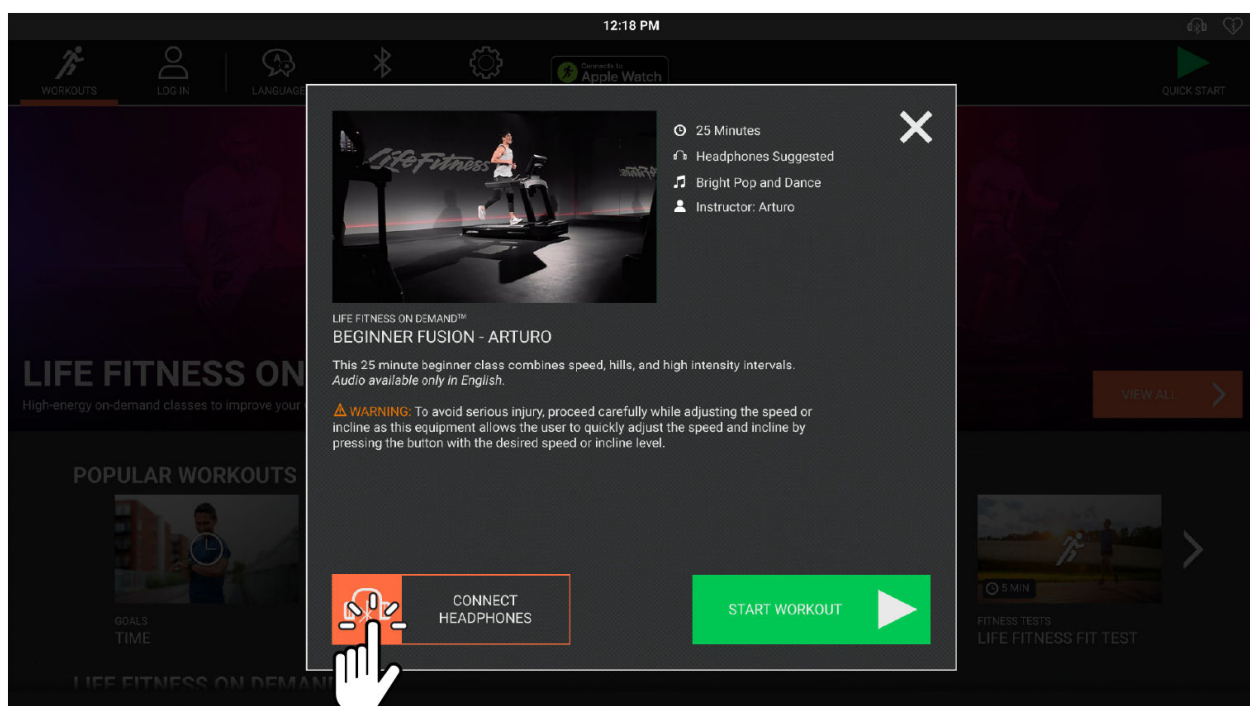 12:18 PM
WORKOUTS
LOG IN
LANGUAGE
Connects to
Apple Watch
QUICK START
LifeFitness
25 Minutes
Headphones Suggested
Bright Pop and Dance
Instructor: Arturo
LIFE FITNESS ON DEMAND™
BEGINNER FUSION - ARTURO
This 25 minute beginner class combines speed, hills, and high intensity intervals.
Audio available only in English.
WARNING: To avoid serious injury, proceed carefully while adjusting the speed or
incline as this equipment allows the user to quickly adjust the speed and incline by
pressing the button with the desired speed or incline level.
LIFE FITNESS ON
High-energy on-demand classes to improve your
VIEW ALL
POPULAR WORKOUTS
GOALS
TIME
CONNECT
HEADPHONES
START WORKOUT
5 MIN
FITNESS TESTS
LIFE FITNESS FIT TEST
LIFE FITNESS ON DEMAN